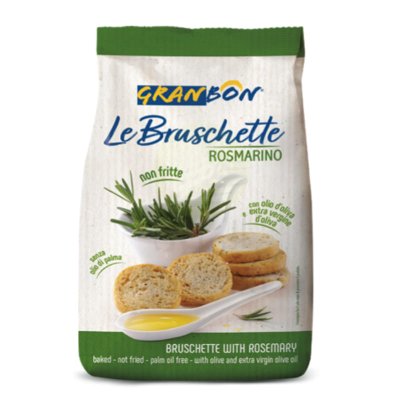 GRANBON
Le Bruschette
ROSMARINO
non fritte
con olio d'oliva
e extra vergine
d'oliva
senza
olio di palma
BRUSCHETTE WITH ROSEMARY
baked - not fried - palm oil free - with olive and extra virgin olive oil